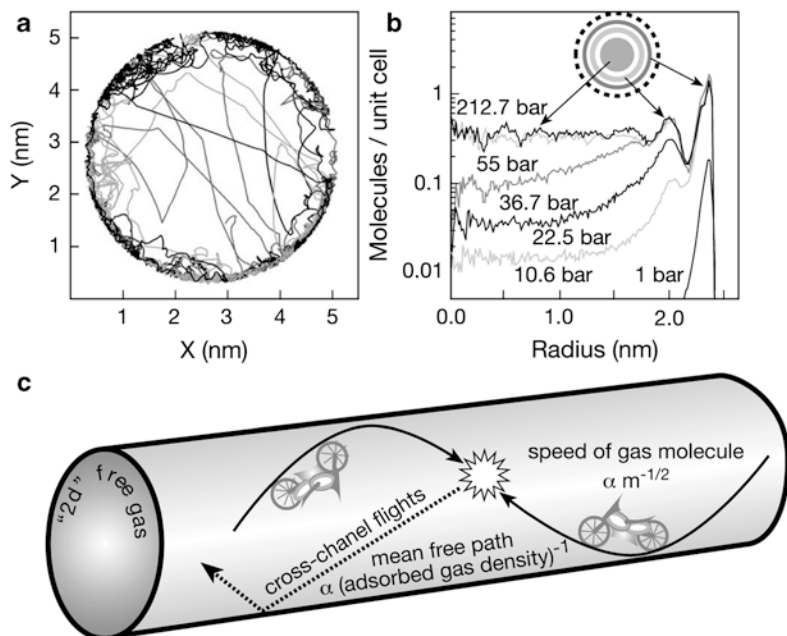 a
Y (nm)
5
4
3
2
1
1 2 3 4 5
X (nm)
b
Molecules / unit cell
1
0.1
0.01
212.7 bar
55 bar
36.7 bar
22.5 bar
10.6 bar
1 bar
0.0 1.0 2.0
Radius (nm)
c
"2d" free gas
cross-chanel flights
mean free path
α (adsorbed gas density)⁻¹
speed of gas molecule
α m⁻¹/²